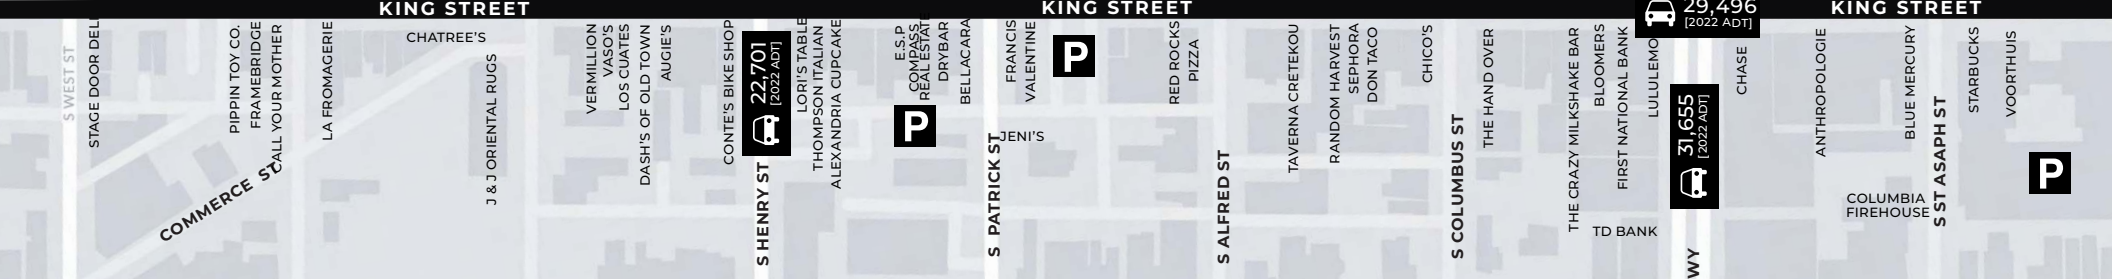 KING STREET
KING STREET
KING STREET
S WEST ST
STAGE DOOR DELI
PIPPIN TOY CO.
FRAMEBRIDGE
CALL YOUR MOTHER
COMMERCE ST
LA FROMAGERIE
CHATREE'S
J & J ORIENTAL RUGS
VERMILLION
VASO'S
LOS CUATES
DASH'S OF OLD TOWN
AUGIE'S
CONTE'S BIKE SHOP
22,701
[2022 ADT]
S HENRY ST
LORI'S TABLE
THOMPSON ITALIAN
ALEXANDRIA CUPCAKE
E.S.P
COMPASS
REAL ESTATE
DRYBAR
BELLACARA
P
S PATRICK ST
JENI'S
FRANCIS
VALENTINE
P
RED ROCKS
PIZZA
S ALFRED ST
TAVERNA CRETEKOU
RANDOM HARVEST
SEPHORA
DON TACO
CHICO'S
S COLUMBUS ST
THE HAND OVER
THE CRAZY MILKSHAKE BAR
BLOOMERS
FIRST NATIONAL BANK
LULULEMO
TD BANK
29,496
[2022 ADT]
31,655
[2022 ADT]
WY
CHASE
ANTHROPOLOGIE
BLUE MERCURY
COLUMBIA
FIREHOUSE
S ST ASAPH ST
STARBUCKS
VOORTHUIS
P